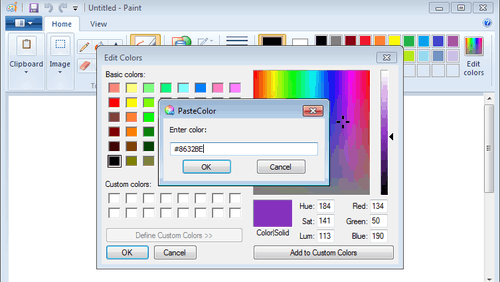 Untitled - Paint
Home
View
Clipboard
Image
Edit
colors
Edit Colors
Basic colors:
PasteColor
Enter color:
#8632BE
OK
Cancel
Custom colors:
Define Custom Colors >>
OK
Cancel
Color|Solid
Hue: 184
Sat: 141
Lum: 113
Red: 134
Green: 50
Blue: 190
Add to Custom Colors